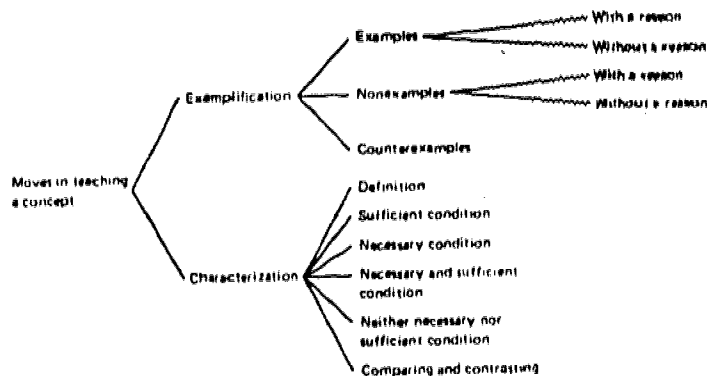 With a reason
Examples
Without a reason
With a reason
Exemplification
Nonexamples
Without a reason
Counterexamples
Moves in teaching
a concept
Definition
Sufficient condition
Necessary condition
Characterization
Necessary and sufficient
condition
Neither necessary nor
sufficient condition
Comparing and contrasting